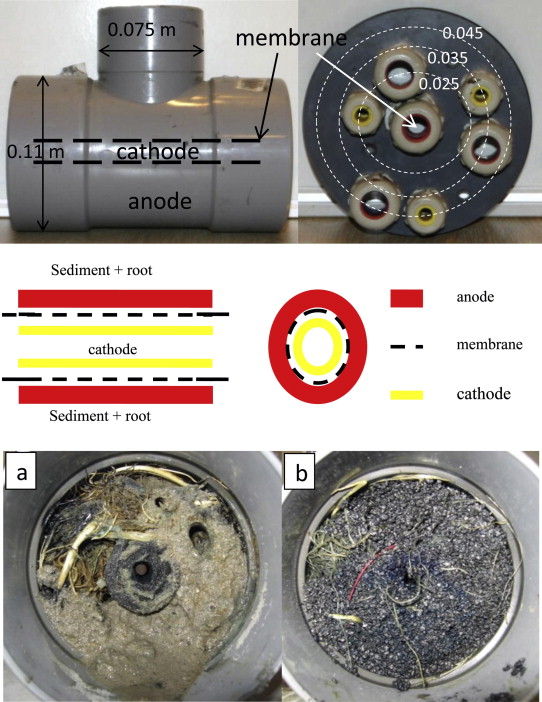 0.075 m
membrane
0.045
0.035
0.025
0.11 m
cathode
anode
Sediment + root
cathode
Sediment + root
anode
membrane
cathode
a
b